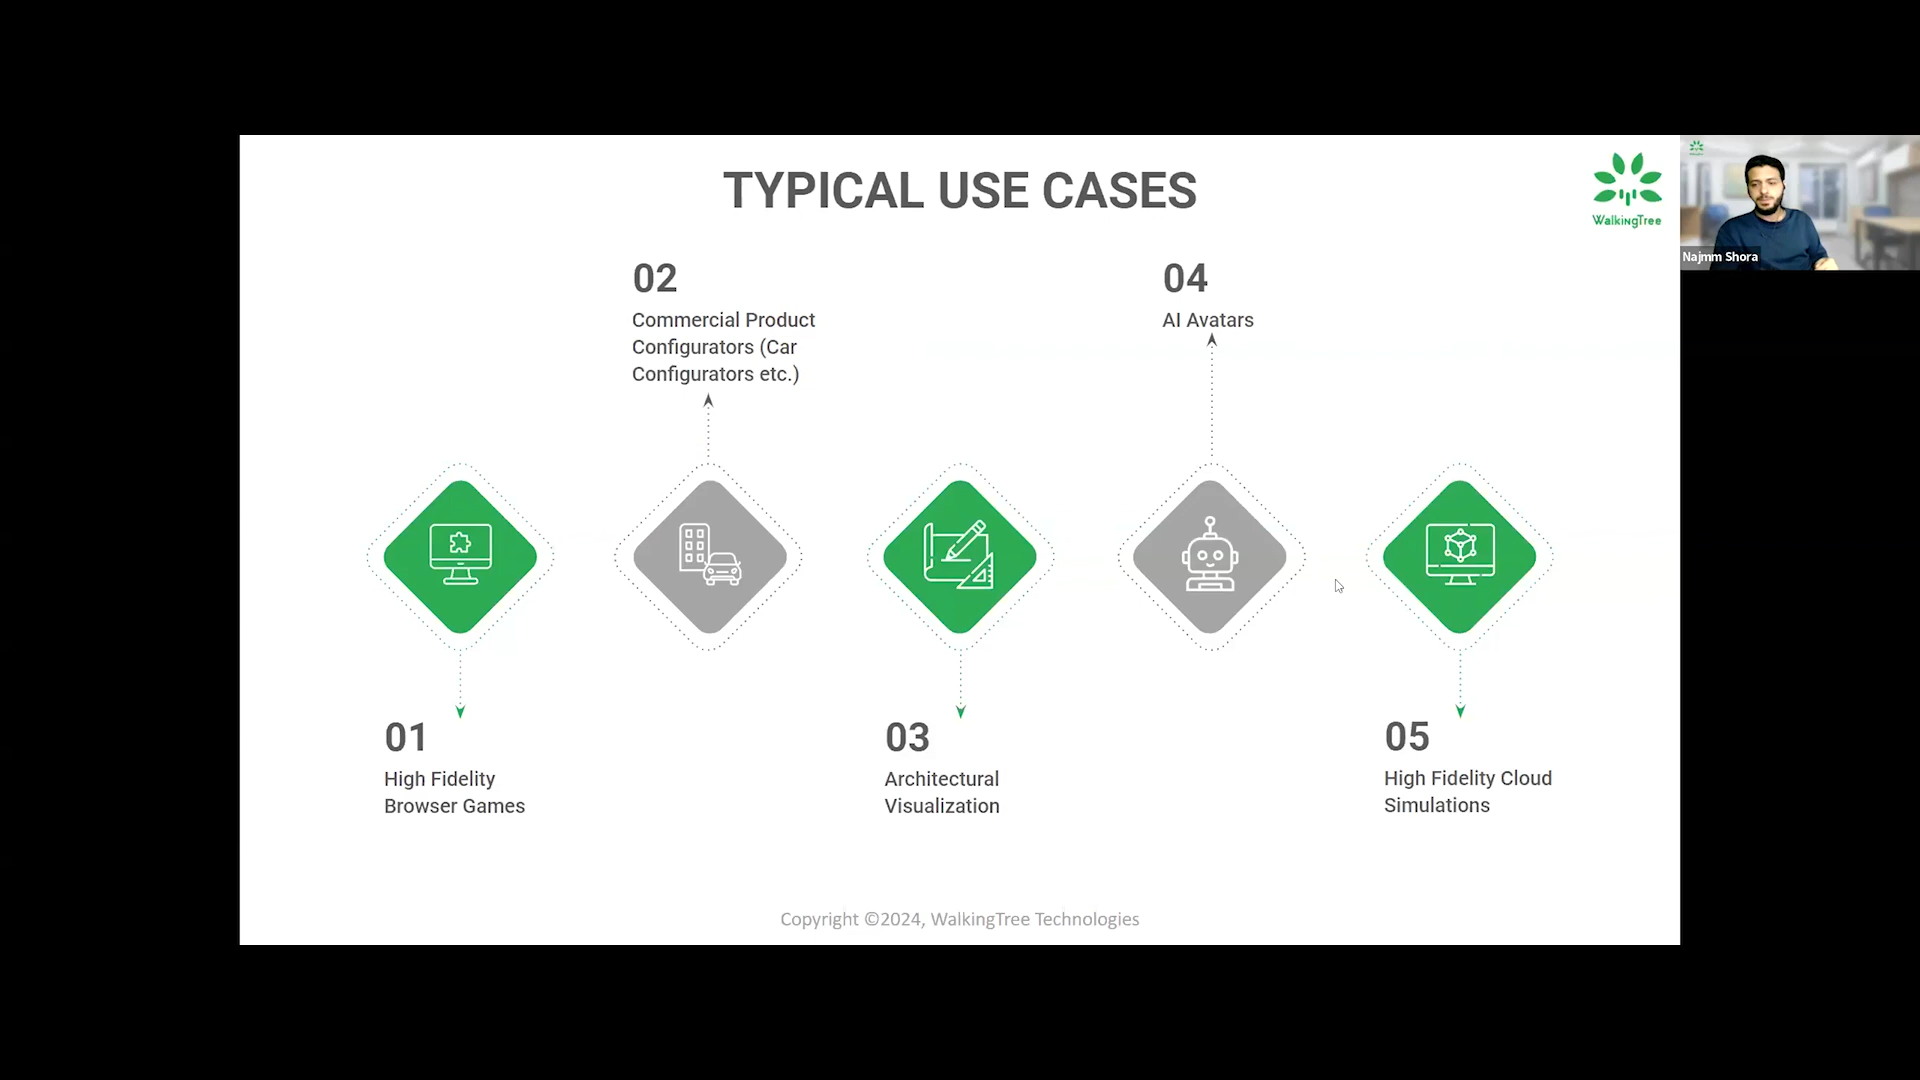 TYPICAL USE CASES
WalkingTree
Najmm Shora
02
Commercial Product
Configurators (Car
Configurators etc.)
04
AI Avatars
01
High Fidelity
Browser Games
03
Architectural
Visualization
05
High Fidelity Cloud
Simulations
Copyright ©2024, WalkingTree Technologies